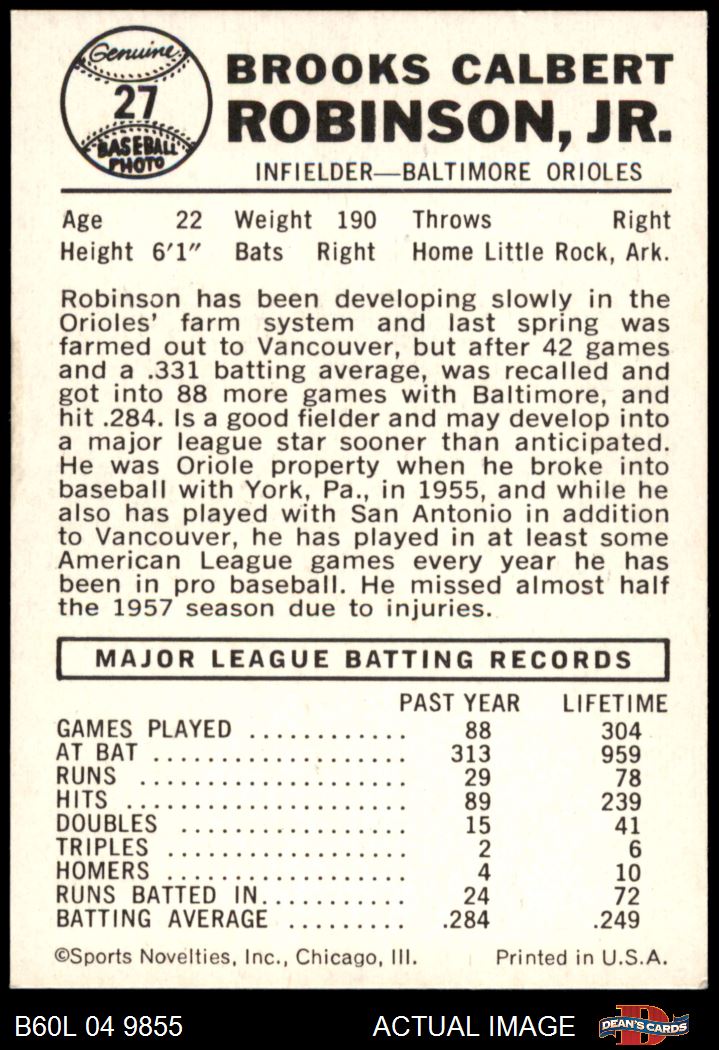 Genuine
27
BASEBALL
PHOTO
BROOKS CALBERT
ROBINSON, JR.
INFIELDER—BALTIMORE ORIOLES
Age 22 Weight 190 Throws Right
Height 6'1" Bats Right Home Little Rock, Ark.
Robinson has been developing slowly in the
Orioles' farm system and last spring was
farmed out to Vancouver, but after 42 games
and a .331 batting average, was recalled and
got into 88 more games with Baltimore, and
hit .284. Is a good fielder and may develop into
a major league star sooner than anticipated.
He was Oriole property when he broke into
baseball with York, Pa., in 1955, and while he
also has played with San Antonio in addition
to Vancouver, he has played in at least some
American League games every year he has
been in pro baseball. He missed almost half
the 1957 season due to injuries.
MAJOR LEAGUE BATTING RECORDS
PAST YEAR LIFETIME
GAMES PLAYED ............ 88 304
AT BAT .................... 313 959
RUNS ..................... 29 78
HITS ...................... 89 239
DOUBLES ................. 15 41
TRIPLES .................. 2 6
HOMERS .................. 4 10
RUNS BATTED IN........... 24 72
BATTING AVERAGE ......... .284 .249
©Sports Novelties, Inc., Chicago, Ill. Printed in U.S.A.
B60L 04 9855 ACTUAL IMAGE
D
DEAN'S CARDS